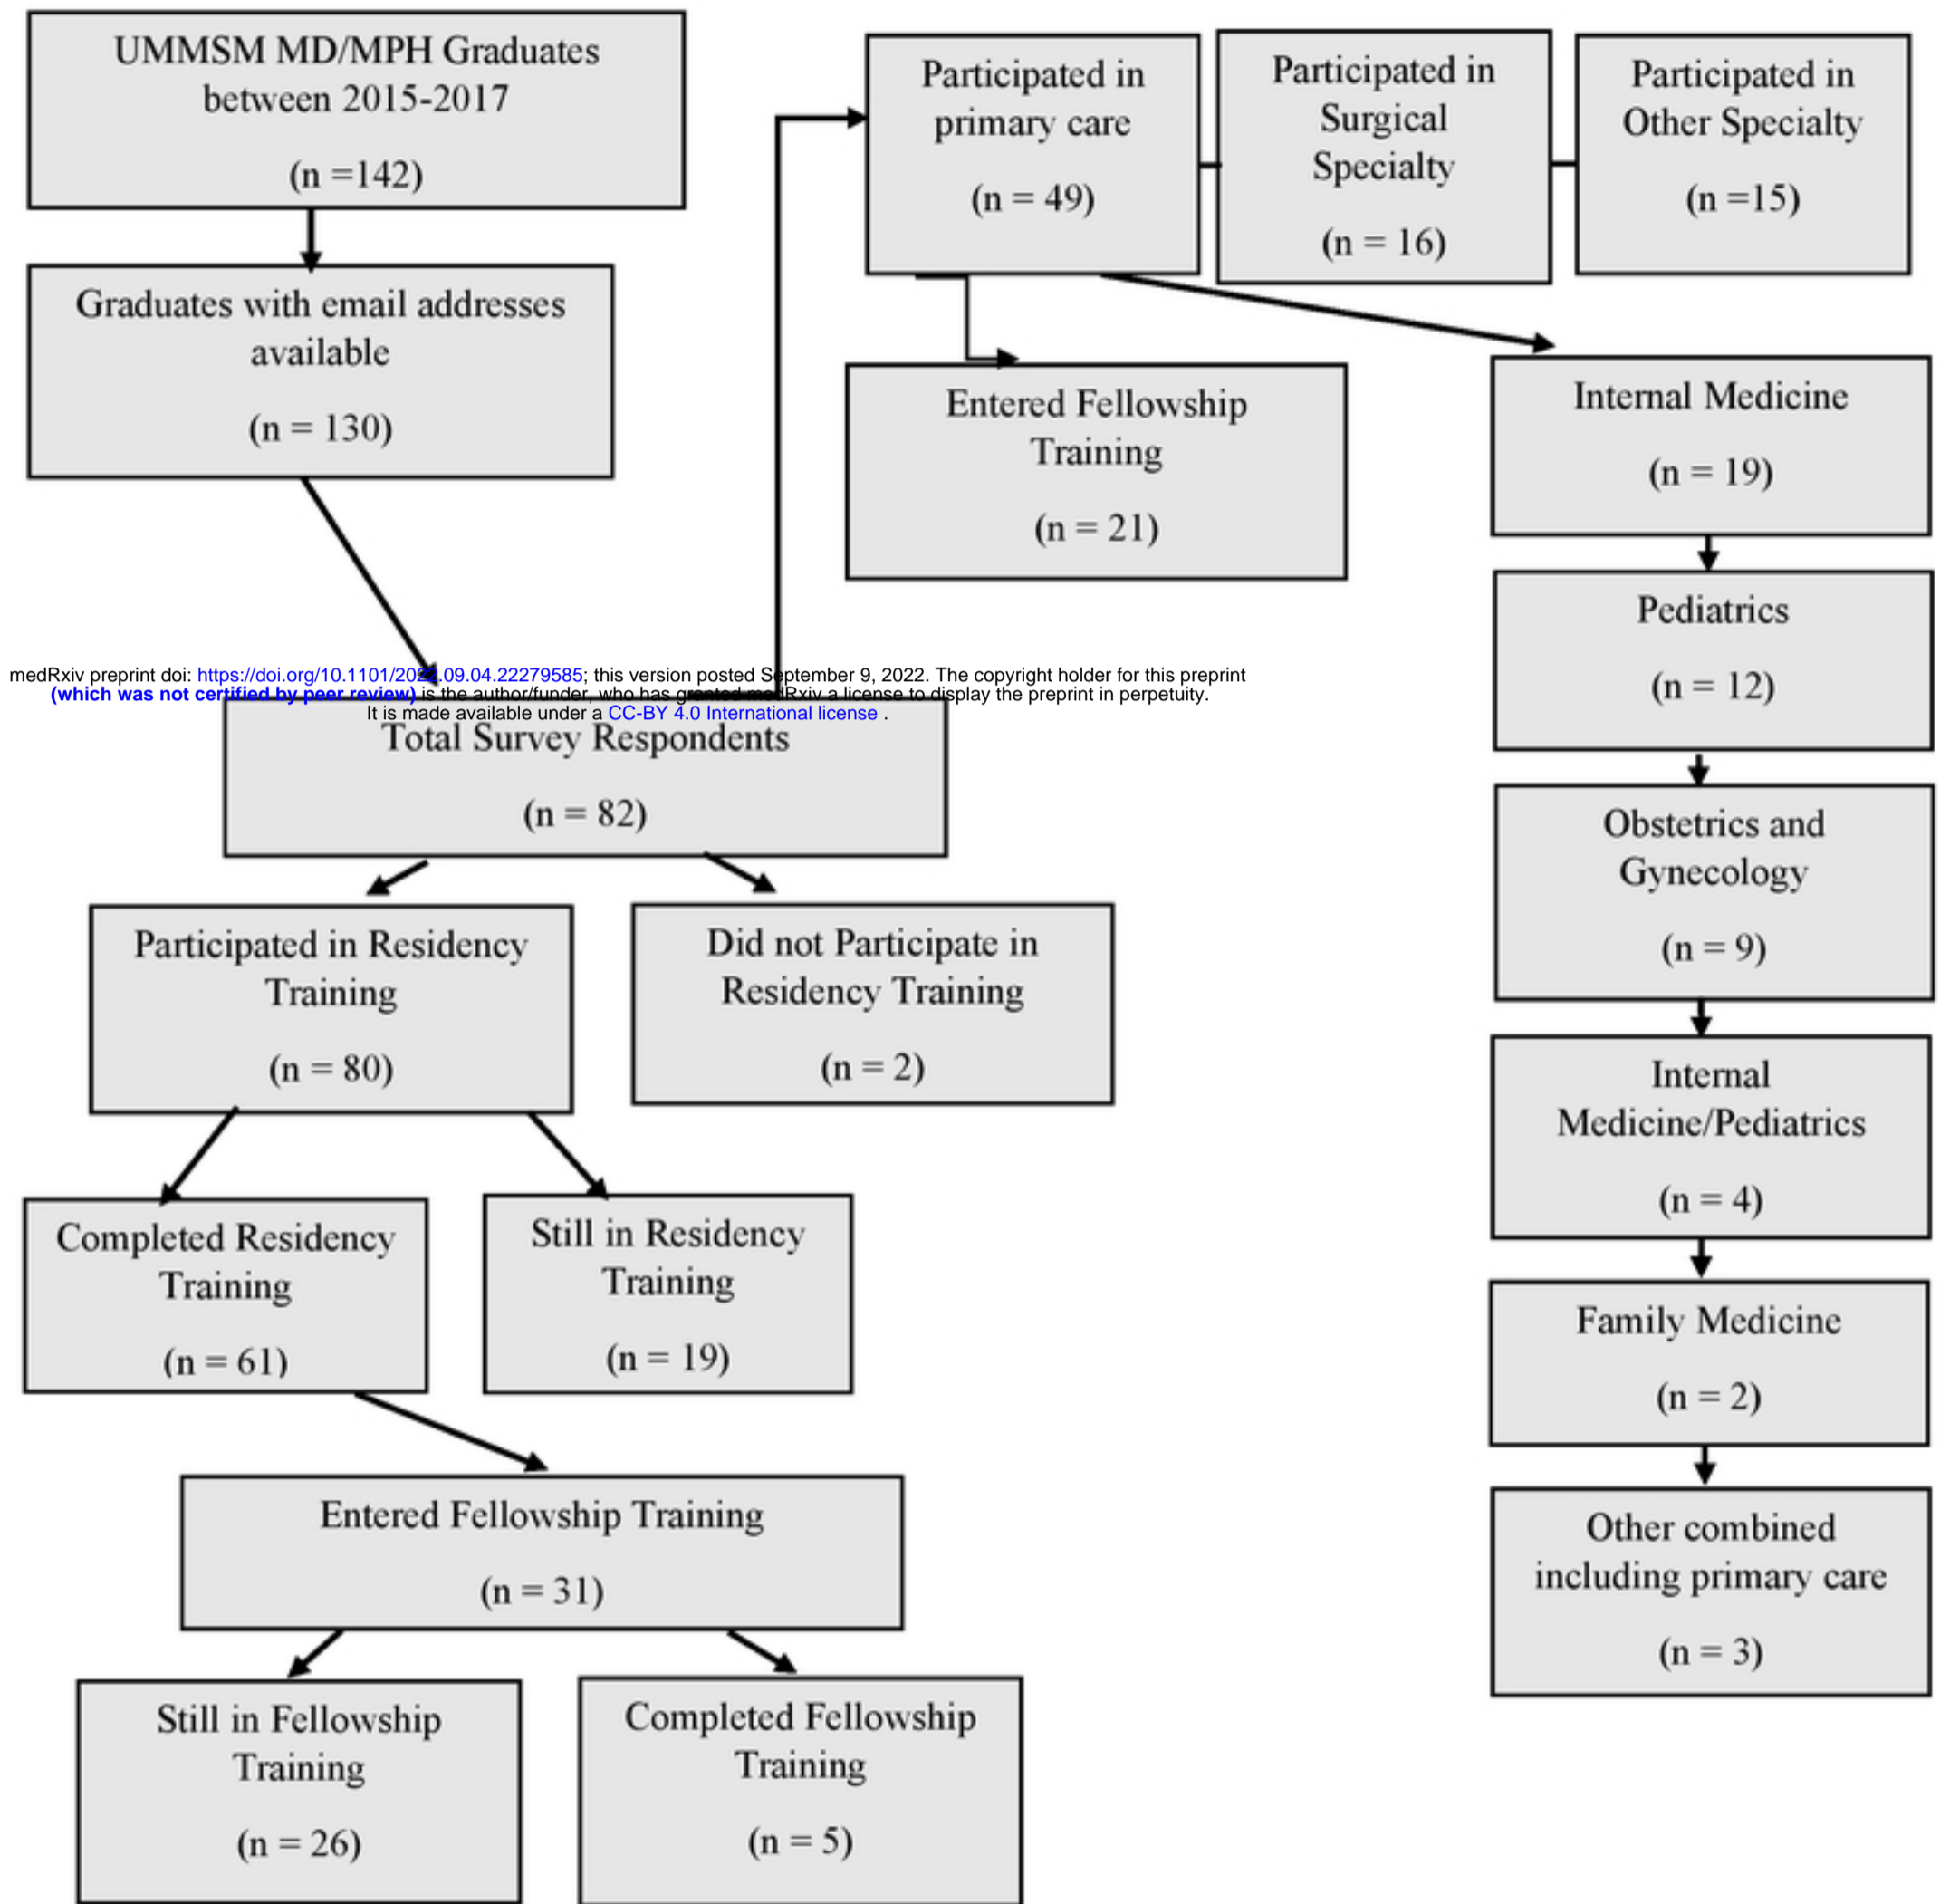 UMMSM MD/MPH Graduates
between 2015-2017
(n =142)
Graduates with email addresses
available
(n = 130)
Participated in
primary care
(n = 49)
Participated in
Surgical
Specialty
(n = 16)
Participated in
Other Specialty
(n =15)
Entered Fellowship
Training
(n = 21)
Internal Medicine
(n = 19)
Pediatrics
(n = 12)
Obstetrics and
Gynecology
(n = 9)
Internal
Medicine/Pediatrics
(n = 4)
Family Medicine
(n = 2)
Other combined
including primary care
(n = 3)
medRxiv preprint doi: https://doi.org/10.1101/2022.09.04.22279585; this version posted September 9, 2022. The copyright holder for this preprint
(which was not certified by peer review) is the author/funder, who has granted medRxiv a license to display the preprint in perpetuity.
It is made available under a CC-BY 4.0 International license .
Total Survey Respondents
(n = 82)
Participated in Residency
Training
(n = 80)
Did not Participate in
Residency Training
(n = 2)
Completed Residency
Training
(n = 61)
Still in Residency
Training
(n = 19)
Entered Fellowship Training
(n = 31)
Still in Fellowship
Training
(n = 26)
Completed Fellowship
Training
(n = 5)